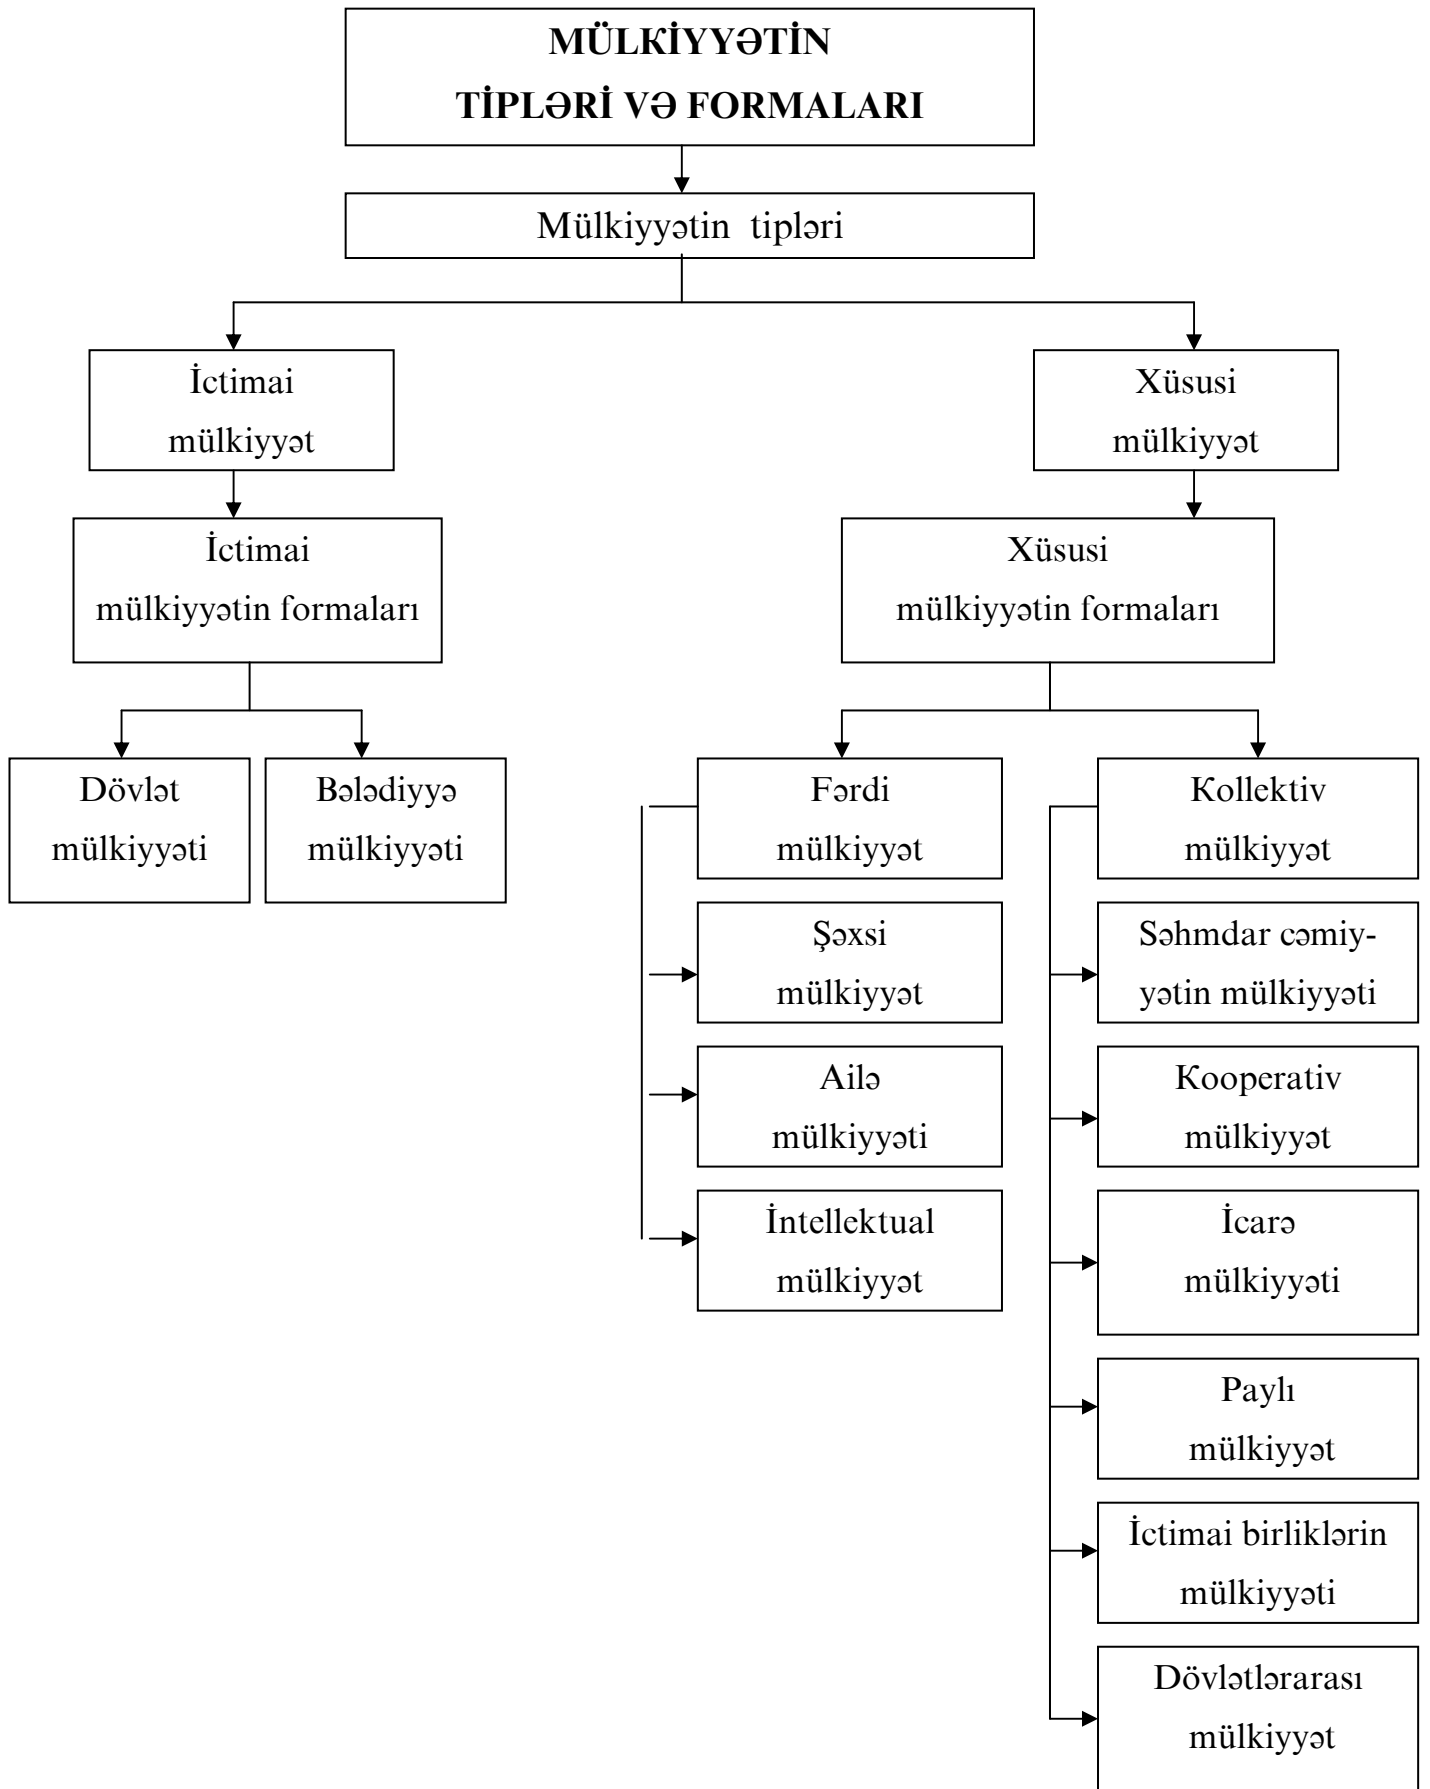 MÜLKİYYƏTİN
TİPLƏRİ VƏ FORMALARI
Mülkiyyətin tipləri
İctimai
mülkiyyət
Xüsusi
mülkiyyət
İctimai
mülkiyyətin formaları
Xüsusi
mülkiyyətin formaları
Dövlət
mülkiyyəti
Bələdiyyə
mülkiyyəti
Fərdi
mülkiyyət
Şəxsi
mülkiyyət
Ailə
mülkiyyəti
İntellektual
mülkiyyət
Kollektiv
mülkiyyət
Səhmdar cəmiy-
yətin mülkiyyəti
Kooperativ
mülkiyyət
İcarə
mülkiyyəti
Paylı
mülkiyyət
İctimai birliklərin
mülkiyyəti
Dövlətlərarası
mülkiyyət